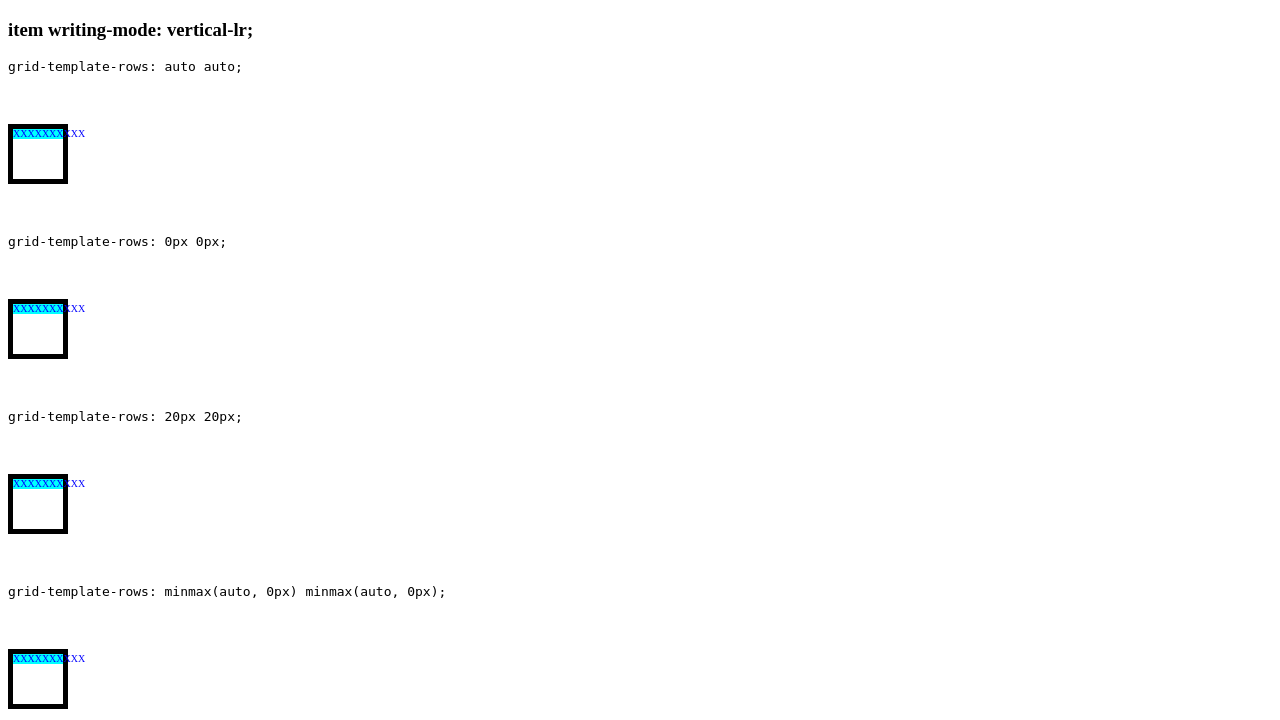 item writing-mode: vertical-lr;
grid-template-rows: auto auto;
XXXXXXXXXX
grid-template-rows: 0px 0px;
XXXXXXXXXX
grid-template-rows: 20px 20px;
XXXXXXXXXX
grid-template-rows: minmax(auto, 0px) minmax(auto, 0px);
XXXXXXXXXX